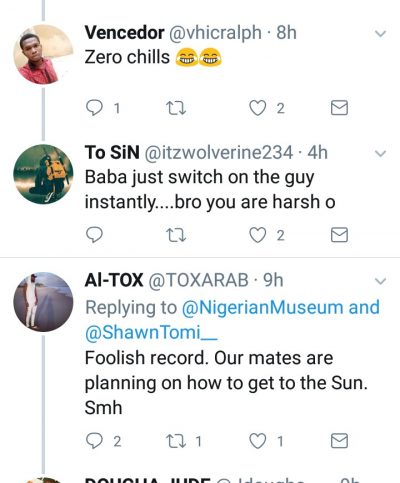 Vencedor @vhicralph · 8h
Zero chills 😂😂
1 2
To SiN @itzwolverine234 · 4h
Baba just switch on the guy
instantly....bro you are harsh o
2
Al-TOX @TOXARAB · 9h
Replying to @NigerianMuseum and
@ShawnTomi__
Foolish record. Our mates are
planning on how to get to the Sun.
Smh
2 1 1